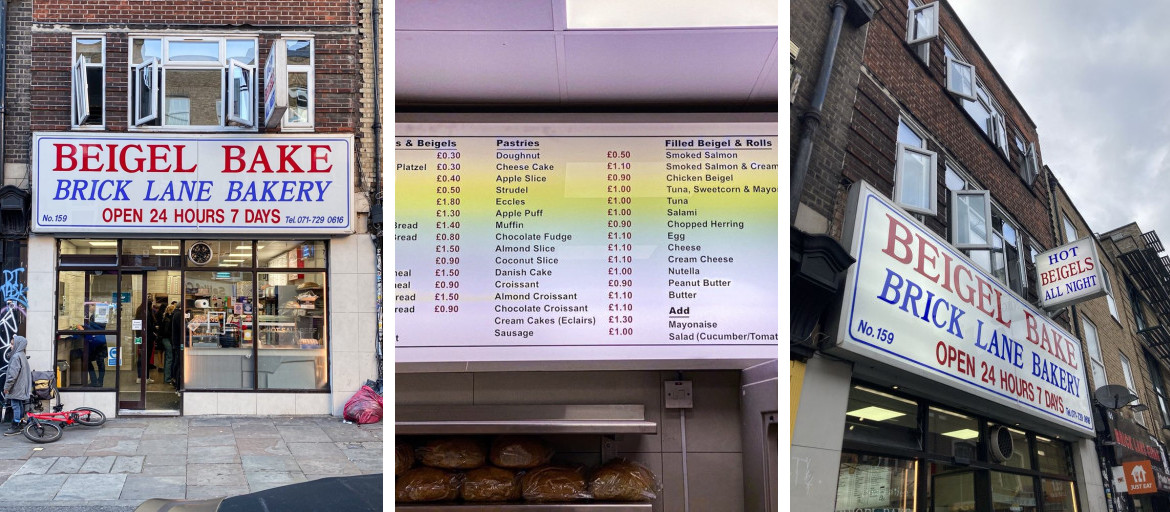 BEIGEL BAKE
BRICK LANE BAKERY
OPEN 24 HOURS 7 DAYS
No.159
Tel.071-729 0616
s & Beigels
£0.30
Platzel £0.30
£0.40
£0.50
£1.80
£1.30
Bread £1.40
Bread £0.80
£1.50
£0.90
meal £1.50
meal £0.90
read £1.50
read £0.90
t
Pastries
Doughnut £0.50
Cheese Cake £1.10
Apple Slice £0.90
Strudel £1.00
Eccles £1.00
Apple Puff £1.00
Muffin £0.90
Chocolate Fudge £1.10
Almond Slice £1.10
Coconut Slice £1.10
Danish Cake £1.00
Croissant £0.90
Almond Croissant £1.10
Chocolate Croissant £1.10
Cream Cakes (Eclairs) £1.30
Sausage £1.00
Filled Beigel & Rolls
Smoked Salmon
Smoked Salmon & Cream
Chicken Beigel
Tuna, Sweetcorn & Mayo
Tuna
Salami
Chopped Herring
Egg
Cheese
Cream Cheese
Nutella
Peanut Butter
Butter
Add
Mayonaise
Salad (Cucumber/Tomat
HOT
BEIGELS
ALL NIGHT
BEIGEL BAKE
BRICK LANE BAKERY
No.159
OPEN 24 HOURS 7 DAYS
Tel.071-729 0616
JUST EAT